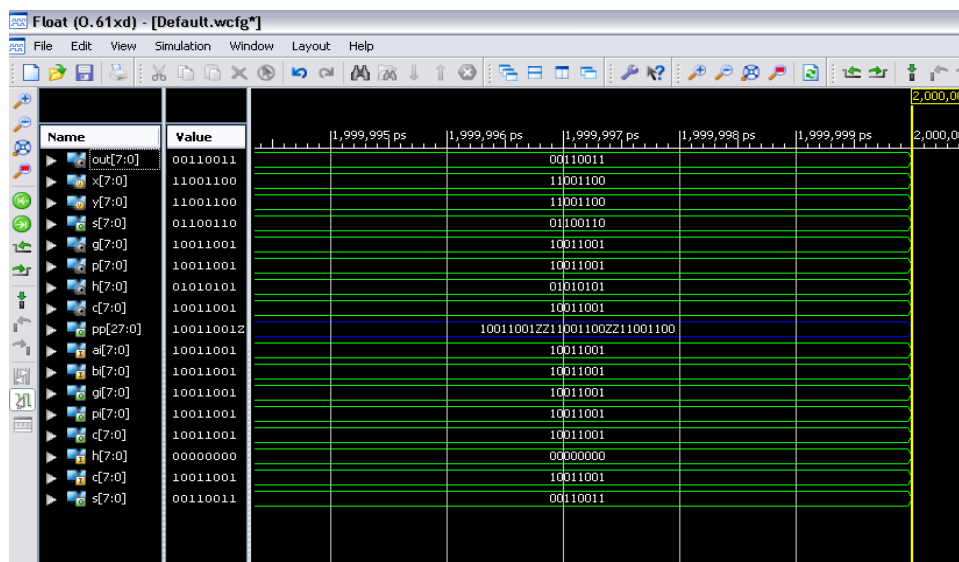 Float (0.61xd) - [Default.wcfg*]
File Edit View Simulation Window Layout Help
2,000,0
Name Value 1,999,995 ps 1,999,996 ps 1,999,997 ps 1,999,998 ps 1,999,999 ps 2,000,0
out[7:0] 00110011 00110011
x[7:0] 11001100 11001100
y[7:0] 11001100 11001100
s[7:0] 01100110 01100110
g[7:0] 10011001 10011001
p[7:0] 10011001 10011001
h[7:0] 01010101 01010101
c[7:0] 10011001 10011001
pp[27:0] 10011001Z 10011001ZZ11001100ZZ11001100
ai[7:0] 10011001 10011001
bi[7:0] 10011001 10011001
gi[7:0] 10011001 10011001
pi[7:0] 10011001 10011001
c[7:0] 10011001 10011001
h[7:0] 00000000 00000000
c[7:0] 10011001 10011001
s[7:0] 00110011 00110011